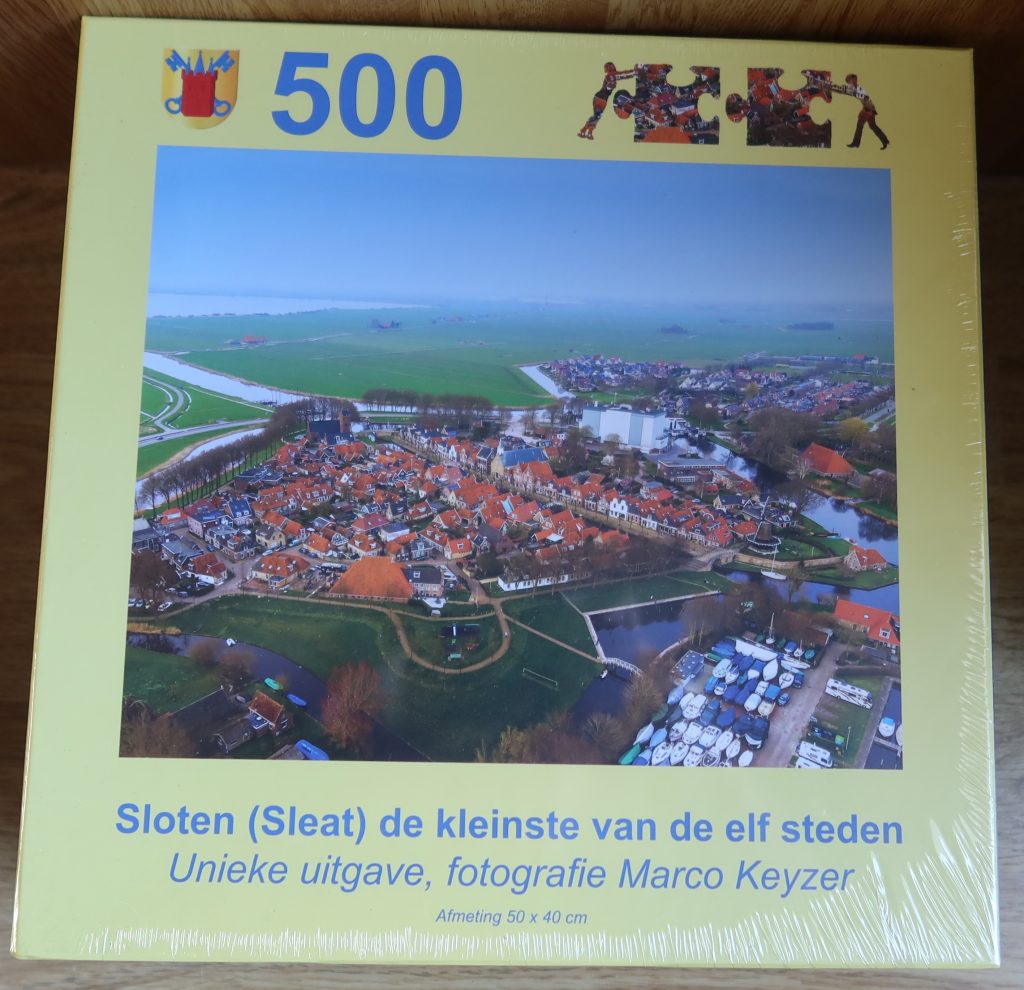 500
Sloten (Sleat) de kleinste van de elf steden
Unieke uitgave, fotografie Marco Keyzer
Afmeting 50 x 40 cm